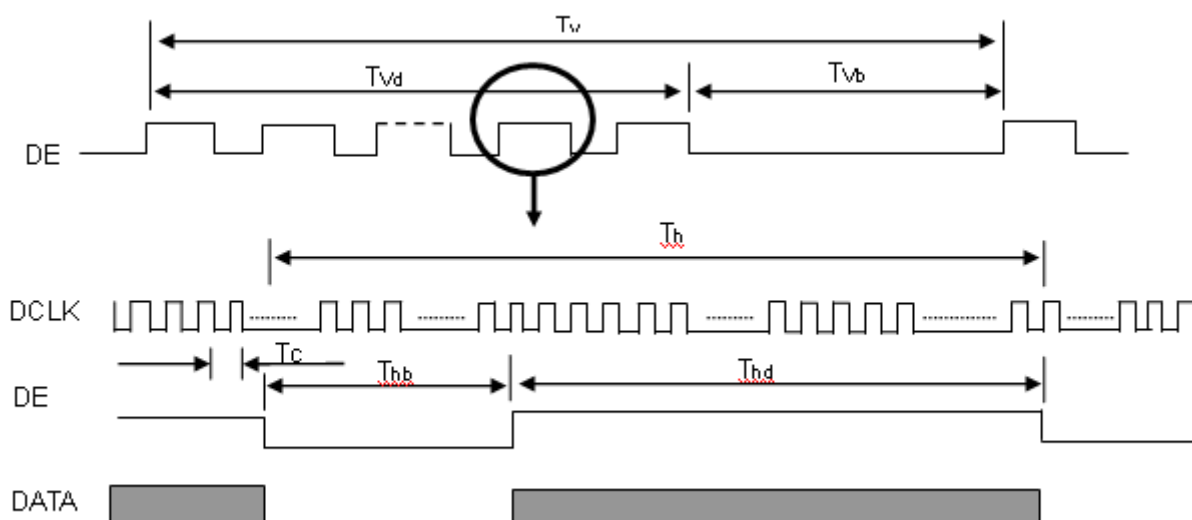 Tv
Tvd
Tvb
DE
Th
DCLK
Tc
Thb
Thd
DE
DATA